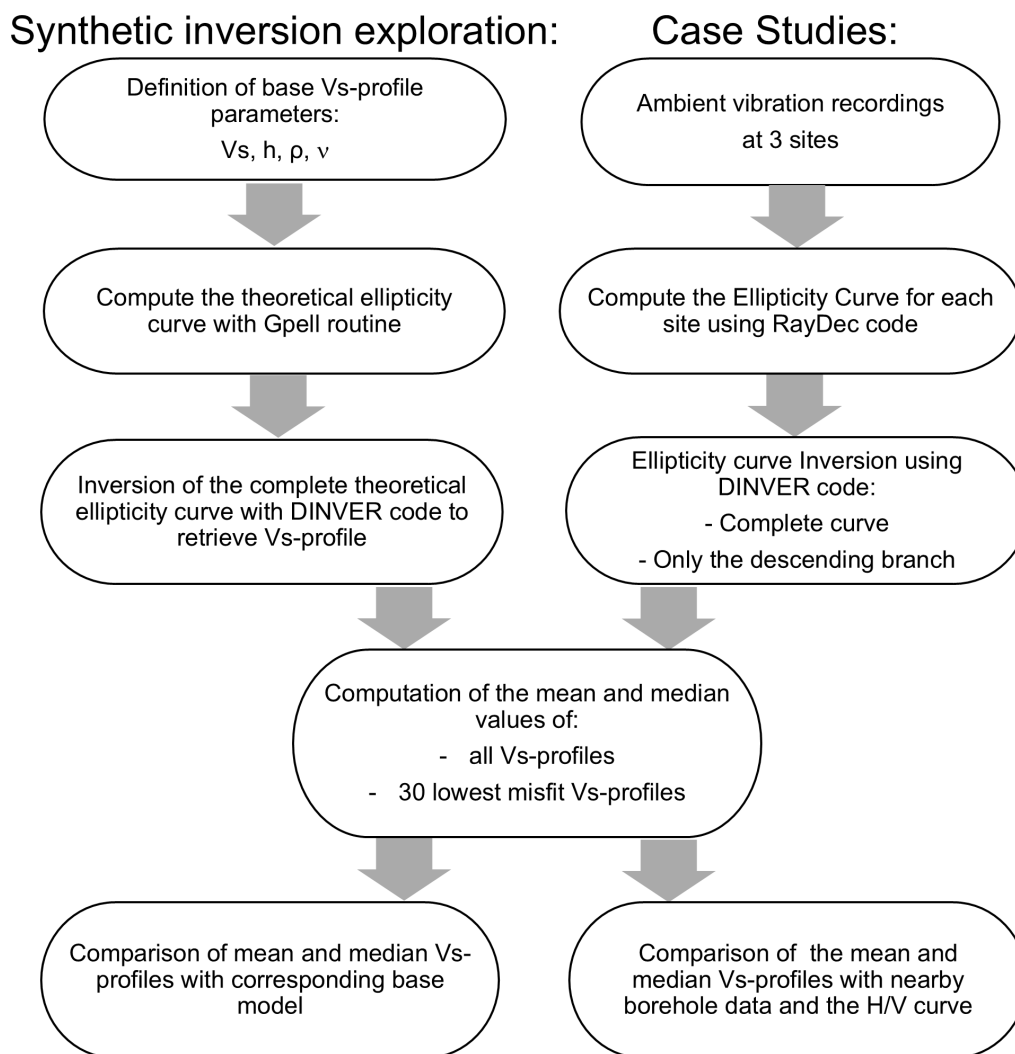 Synthetic inversion exploration:
Case Studies:
Definition of base Vs-profile
parameters:
Vs, h, ρ, ν
Ambient vibration recordings
at 3 sites
Compute the theoretical ellipticity
curve with Gpell routine
Compute the Ellipticity Curve for each
site using RayDec code
Inversion of the complete theoretical
ellipticity curve with DINVER code to
retrieve Vs-profile
Ellipticity curve Inversion using
DINVER code:
- Complete curve
- Only the descending branch
Computation of the mean and median
values of:
- all Vs-profiles
- 30 lowest misfit Vs-profiles
Comparison of mean and median Vs-
profiles with corresponding base
model
Comparison of the mean and
median Vs-profiles with nearby
borehole data and the H/V curve